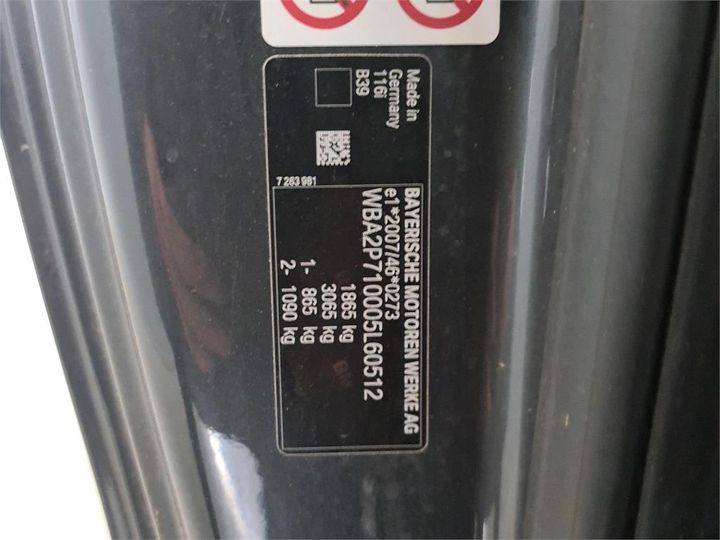 Made in
Germany
116i
B39
7 263 981
BAYERISCHE MOTOREN WERKE AG
e1*2007/46*0273
WBA2P710005L60512
1865 kg
3065 kg
1- 865 kg
2- 1090 kg